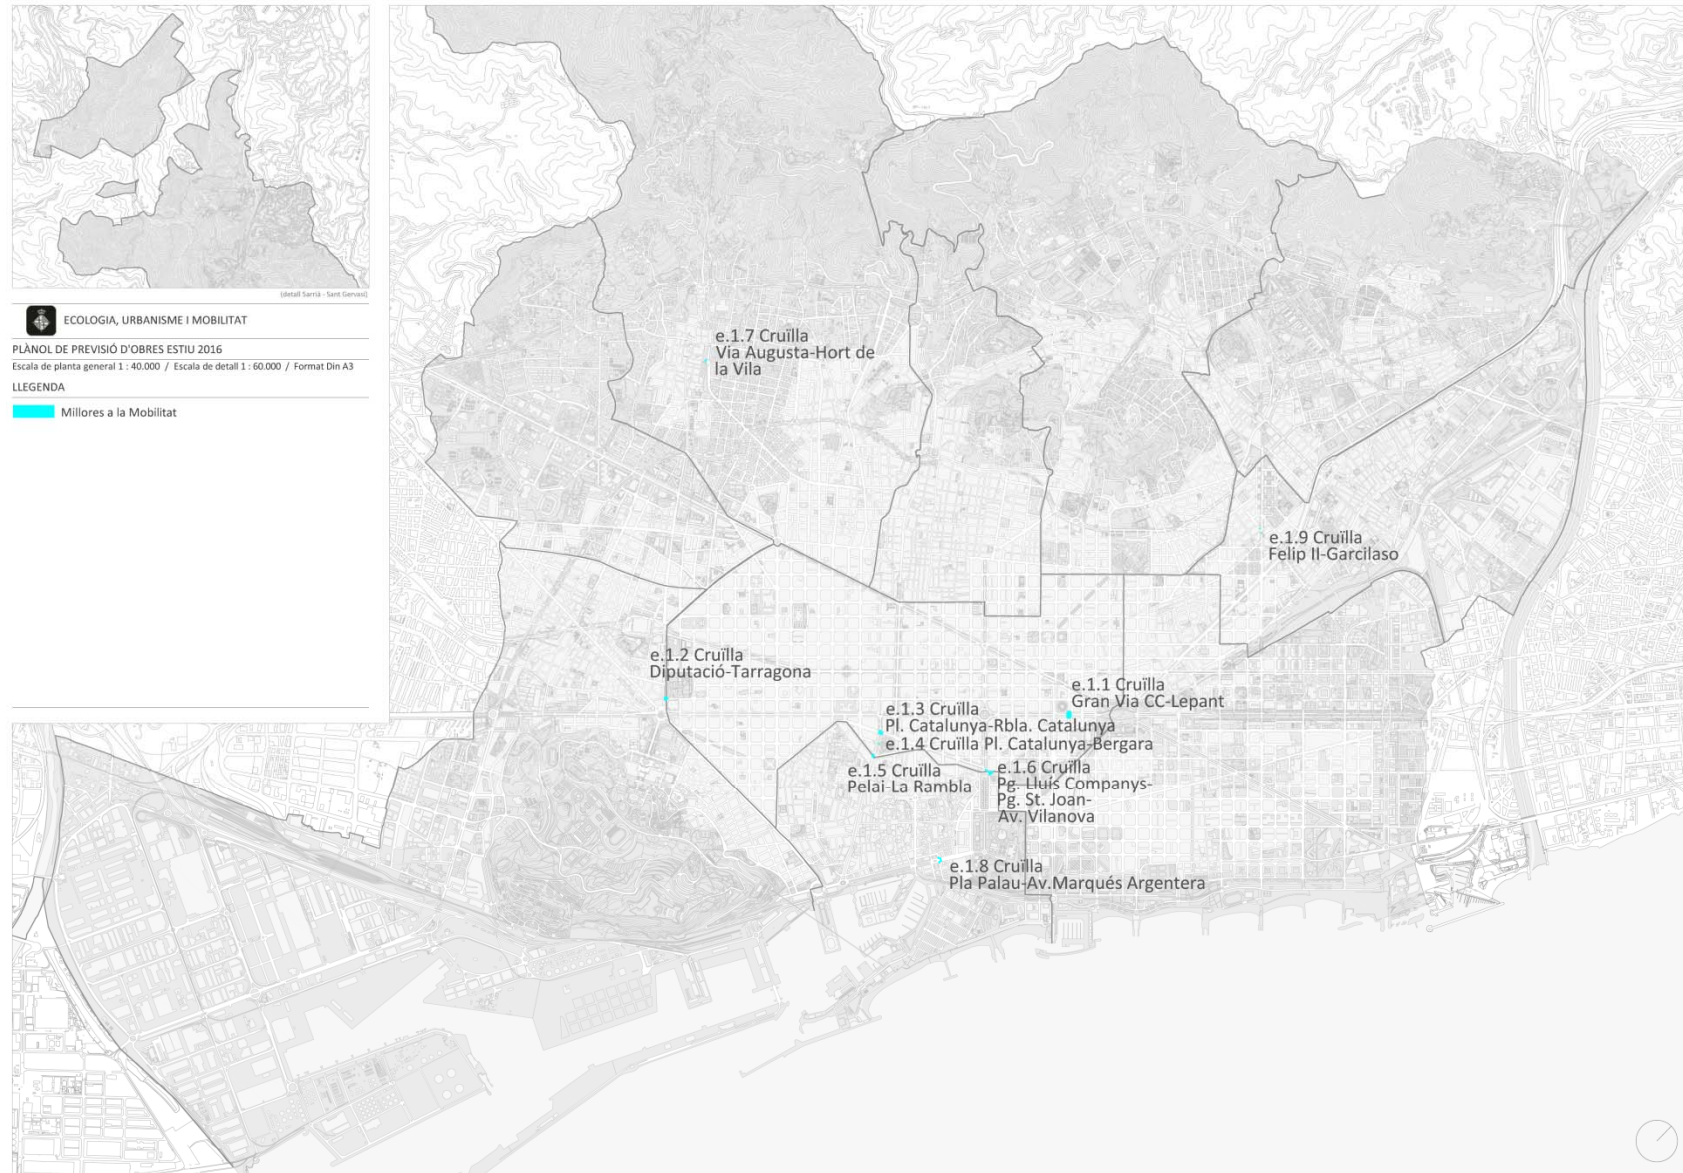 (detall Sarrià - Sant Gervasi)
ECOLOGIA, URBANISME I MOBILITAT
PLÀNOL DE PREVISIÓ D'OBRES ESTIU 2016
Escala de planta general 1 : 40.000 / Escala de detall 1 : 60.000 / Format Din A3
LLEGENDA
Millores a la Mobilitat
e.1.7 Cruïlla
Via Augusta-Hort de
la Vila
e.1.9 Cruïlla
Felip II-Garcilaso
e.1.2 Cruïlla
Diputació-Tarragona
e.1.1 Cruïlla
Gran Via CC-Lepant
e.1.3 Cruïlla
Pl. Catalunya-Rbla. Catalunya
e.1.4 Cruïlla Pl. Catalunya-Bergara
e.1.5 Cruïlla
Pelai-La Rambla
e.1.6 Cruïlla
Pg. Lluís Companys-
Pg. St. Joan-
Av. Vilanova
e.1.8 Cruïlla
Pla Palau-Av.Marqués Argentera